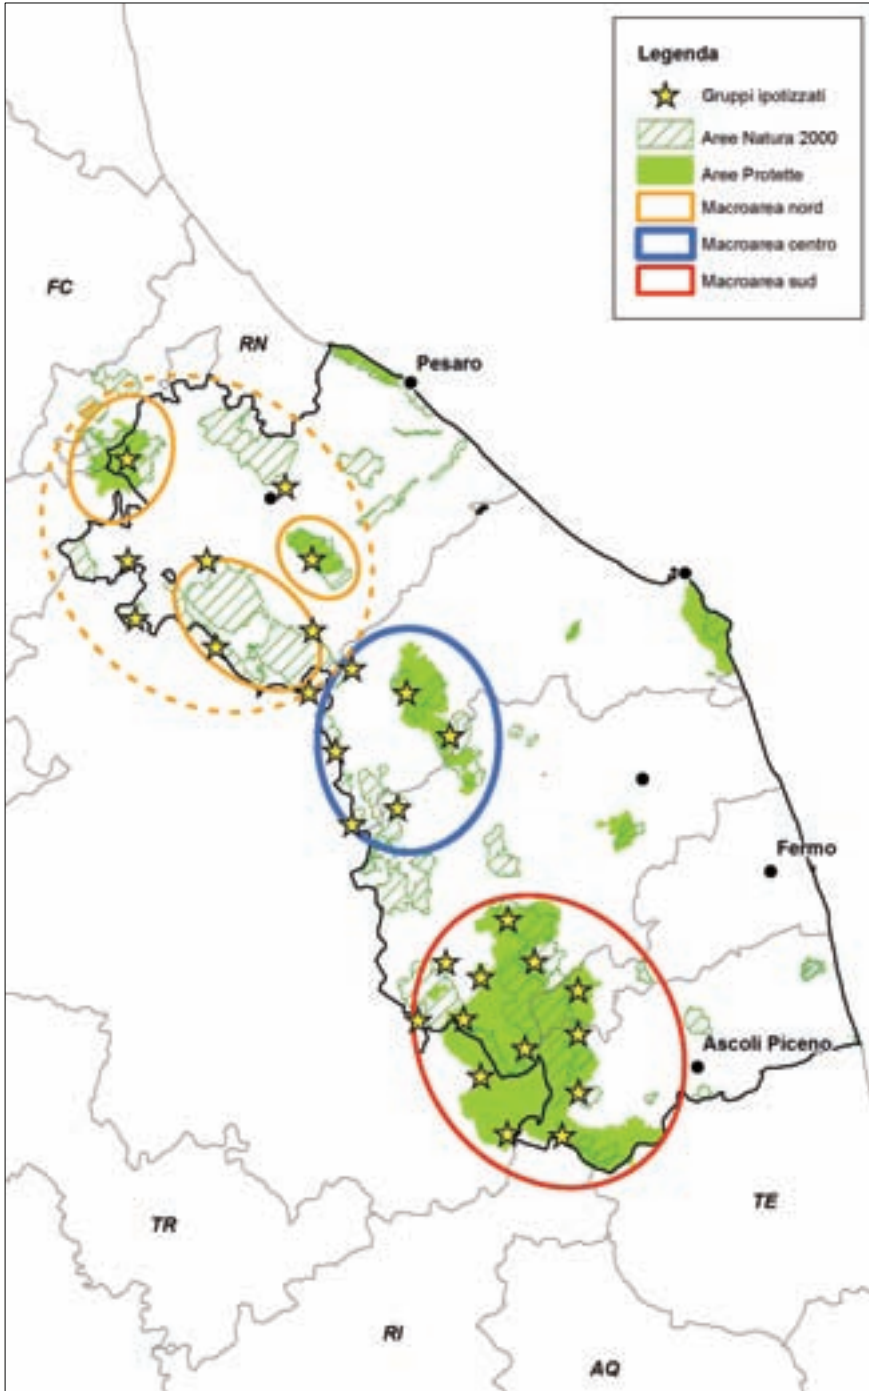 Legenda
Gruppi ipotizzati
Aree Natura 2000
Aree Protette
Macroarea nord
Macroarea centro
Macroarea sud
FC
RN
Pesaro
Fermo
Ascoli Piceno
TE
TR
RI
AQ